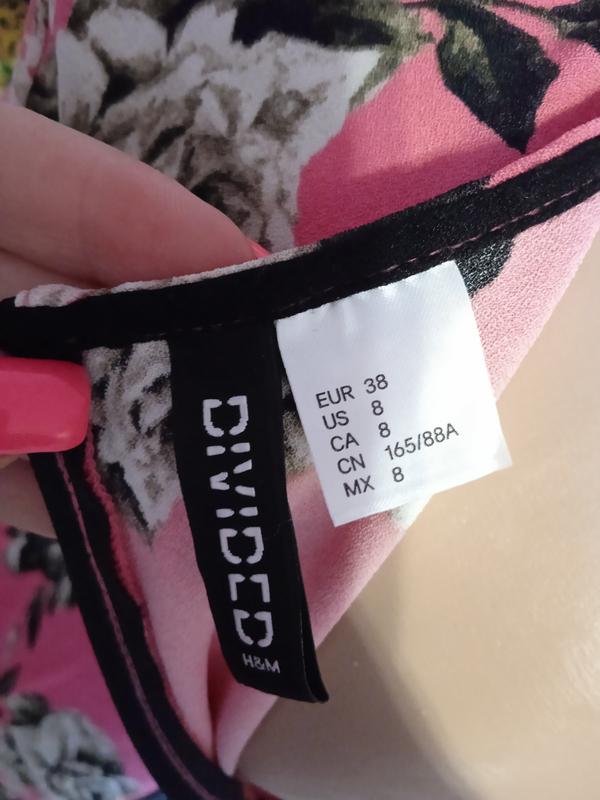 DIVIDED
H&M
EUR 38
US 8
CA 8
CN 165/88A
MX 8